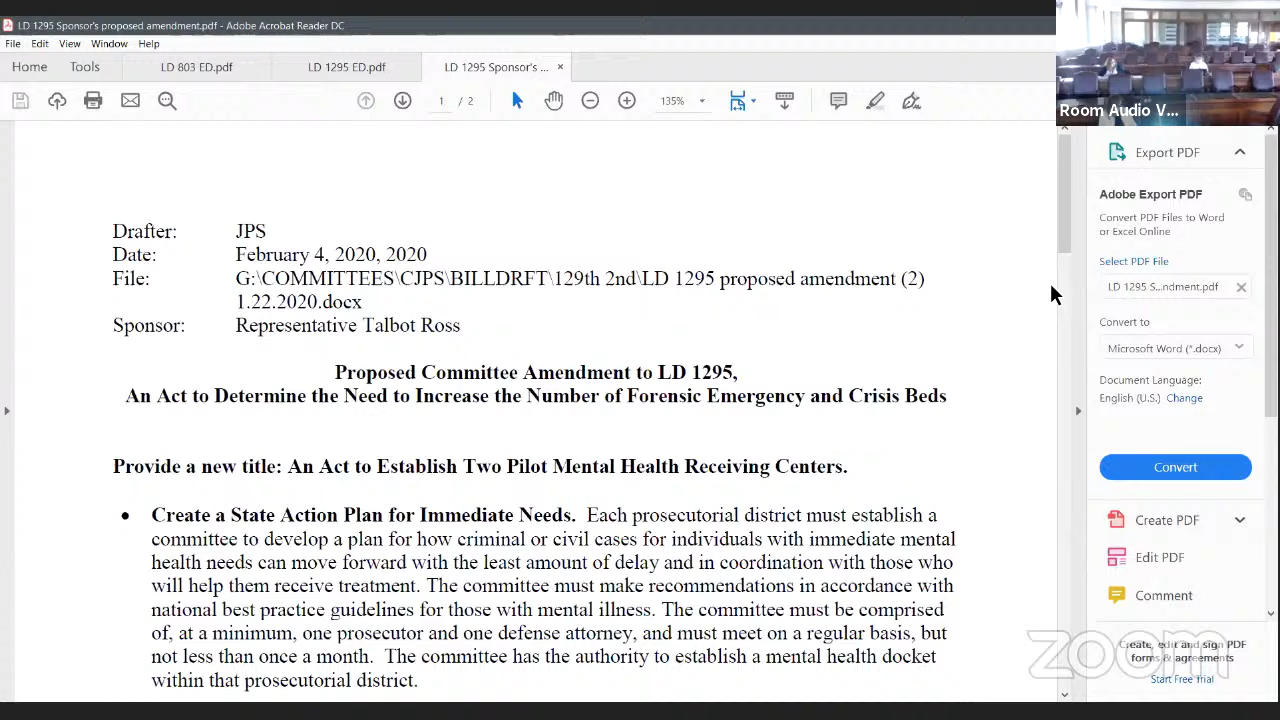 LD 1295 Sponsor's proposed amendment.pdf - Adobe Acrobat Reader DC
File Edit View Window Help
Home Tools LD 803 ED.pdf LD 1295 ED.pdf LD 1295 Sponsor's ... ×
1 / 2 135%
Room Audio V...
Export PDF
Adobe Export PDF
Convert PDF Files to Word
or Excel Online
Select PDF File
LD 1295 S...ndment.pdf
Convert to
Microsoft Word (*.docx)
Document Language:
English (U.S.) Change
Convert
Create PDF
Edit PDF
Comment
Create, edit and sign PDF
forms & agreements
Start Free Trial
zoom
Drafter: JPS
Date: February 4, 2020, 2020
File: G:\COMMITTEES\CJPS\BILLDRFT\129th 2nd\LD 1295 proposed amendment (2)
1.22.2020.docx
Sponsor: Representative Talbot Ross
Proposed Committee Amendment to LD 1295,
An Act to Determine the Need to Increase the Number of Forensic Emergency and Crisis Beds
Provide a new title: An Act to Establish Two Pilot Mental Health Receiving Centers.
• Create a State Action Plan for Immediate Needs. Each prosecutorial district must establish a
committee to develop a plan for how criminal or civil cases for individuals with immediate mental
health needs can move forward with the least amount of delay and in coordination with those who
will help them receive treatment. The committee must make recommendations in accordance with
national best practice guidelines for those with mental illness. The committee must be comprised
of, at a minimum, one prosecutor and one defense attorney, and must meet on a regular basis, but
not less than once a month. The committee has the authority to establish a mental health docket
within that prosecutorial district.